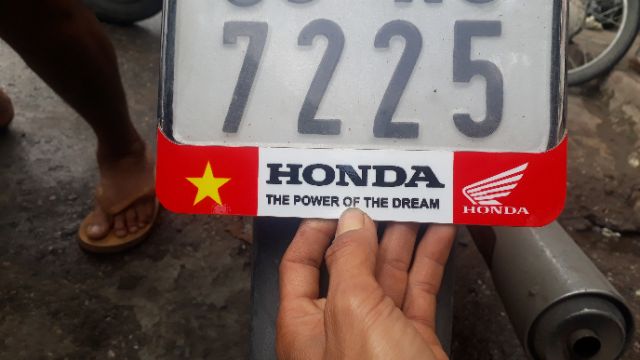 7225
HONDA
THE POWER OF THE DREAM
HONDA